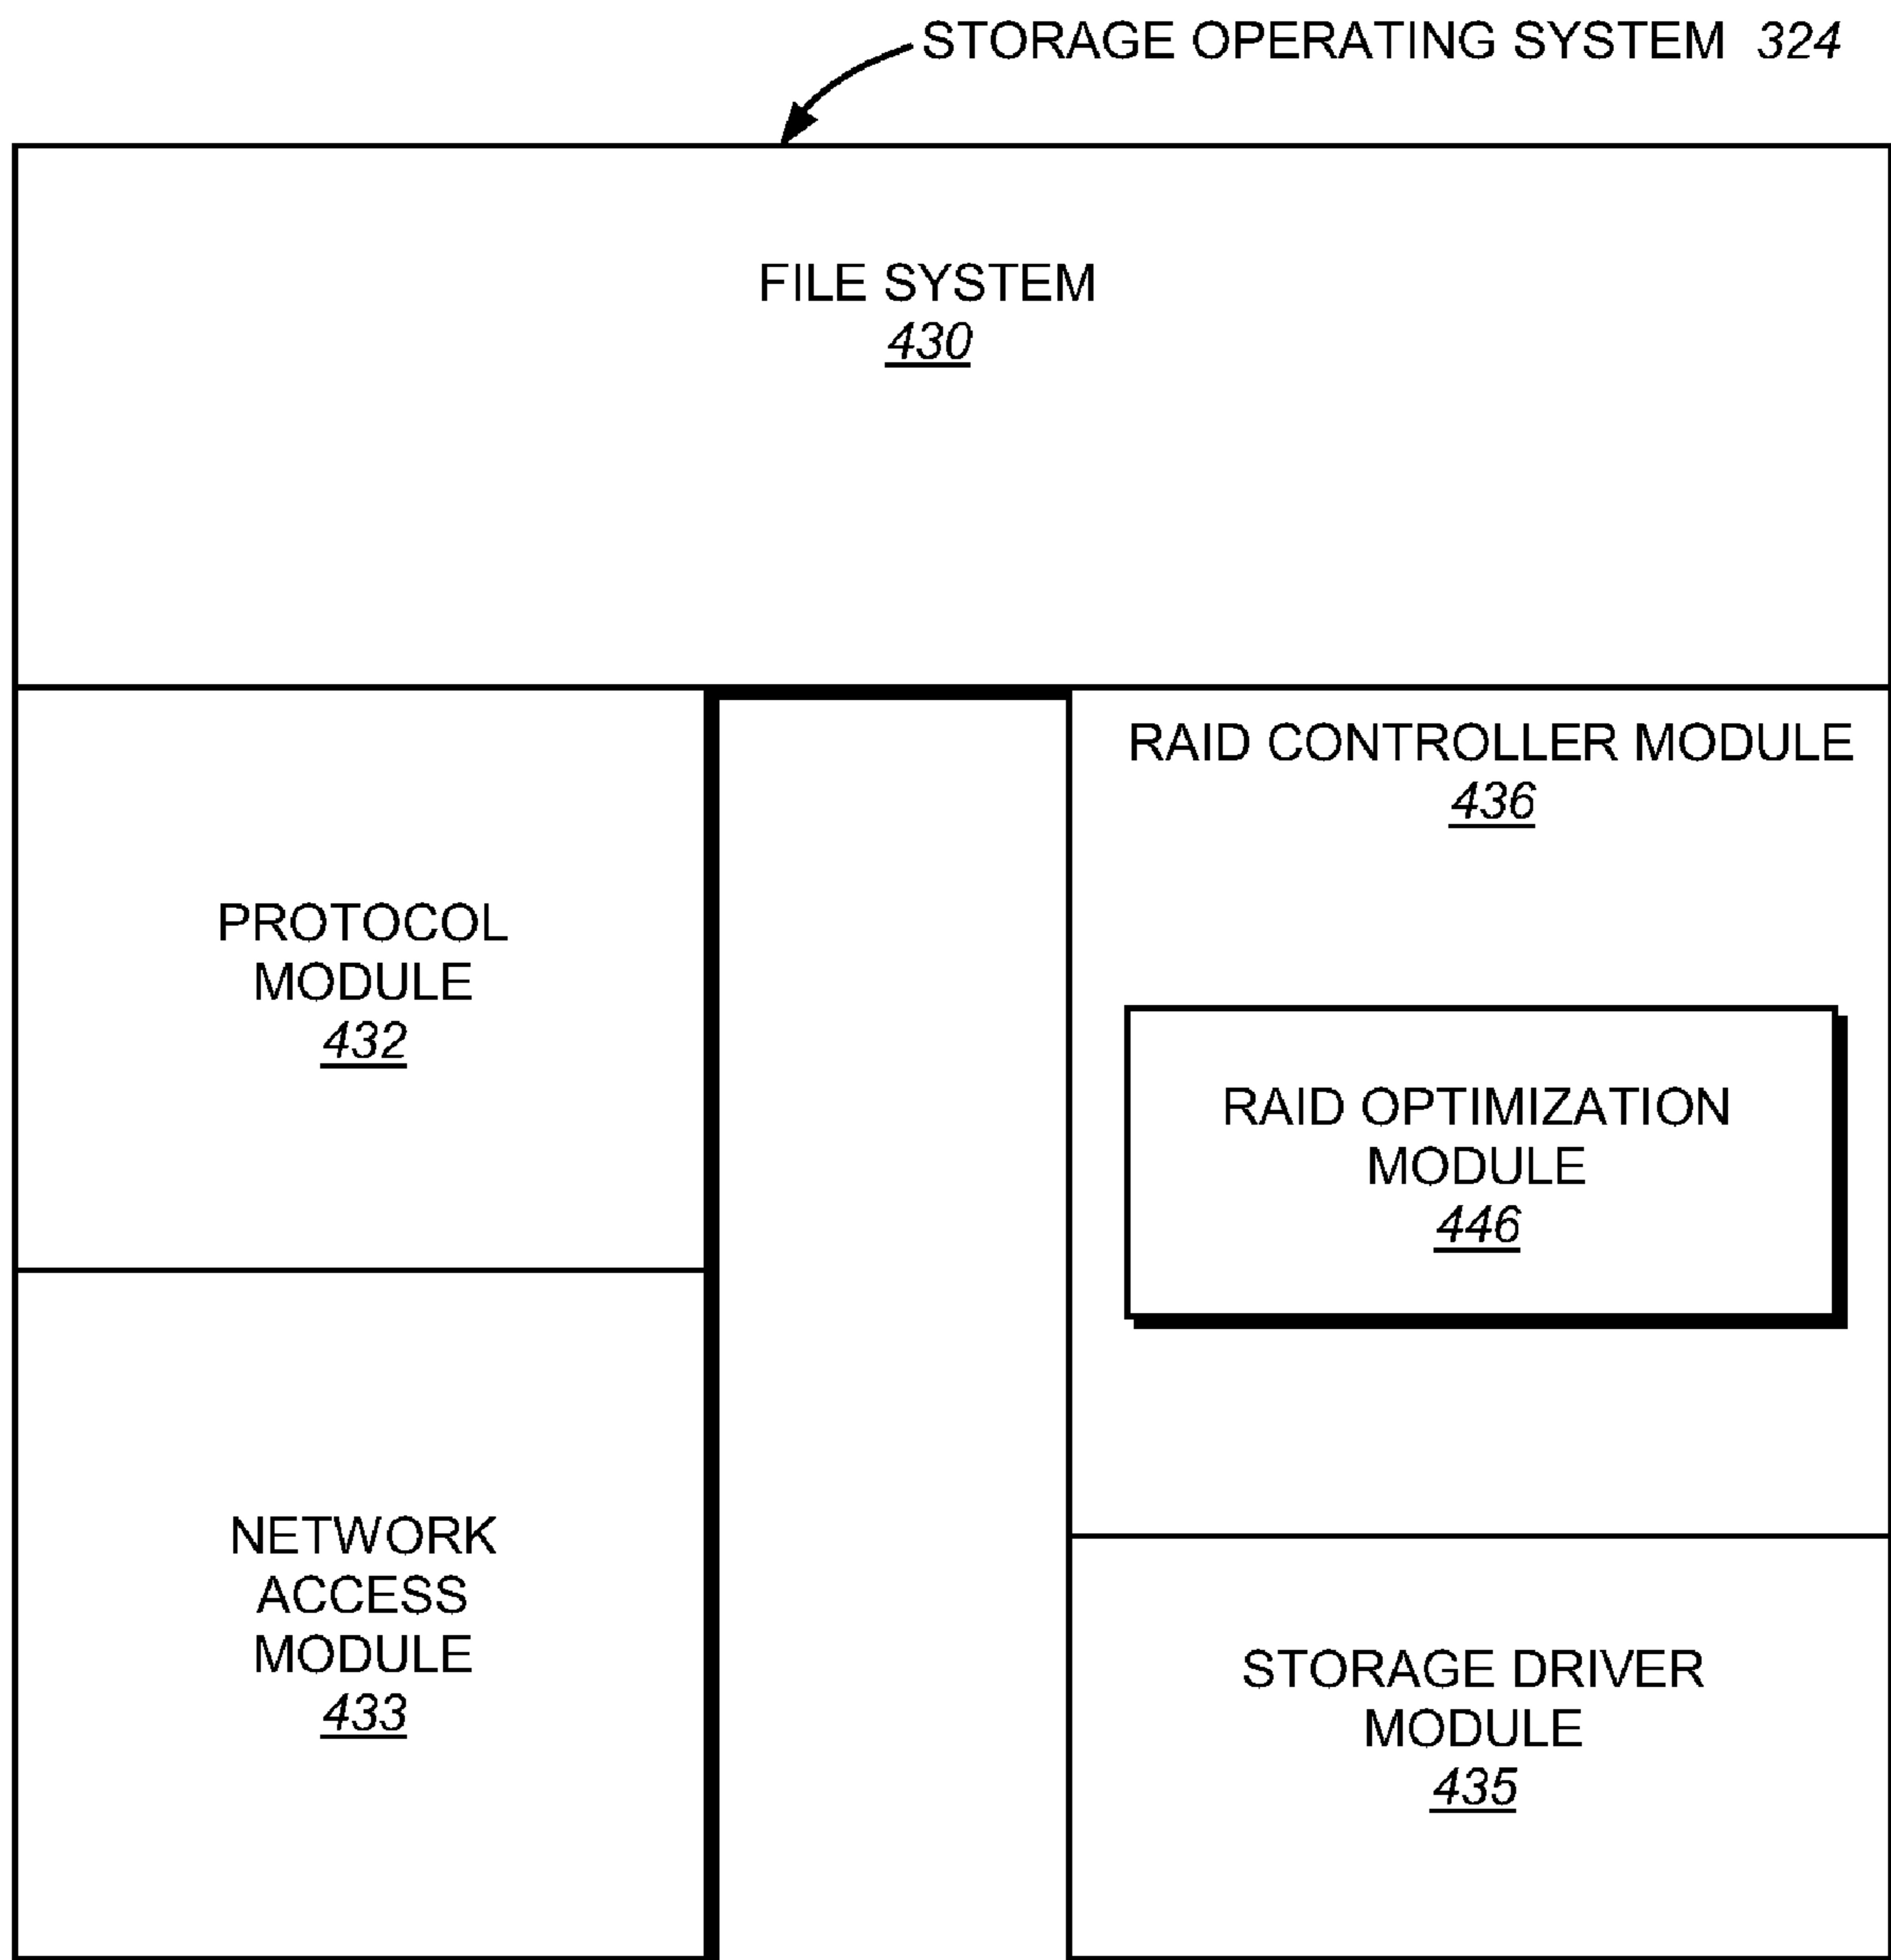 STORAGE OPERATING SYSTEM 324
FILE SYSTEM
430
PROTOCOL
MODULE
432
NETWORK
ACCESS
MODULE
433
RAID CONTROLLER MODULE
436
RAID OPTIMIZATION
MODULE
446
STORAGE DRIVER
MODULE
435